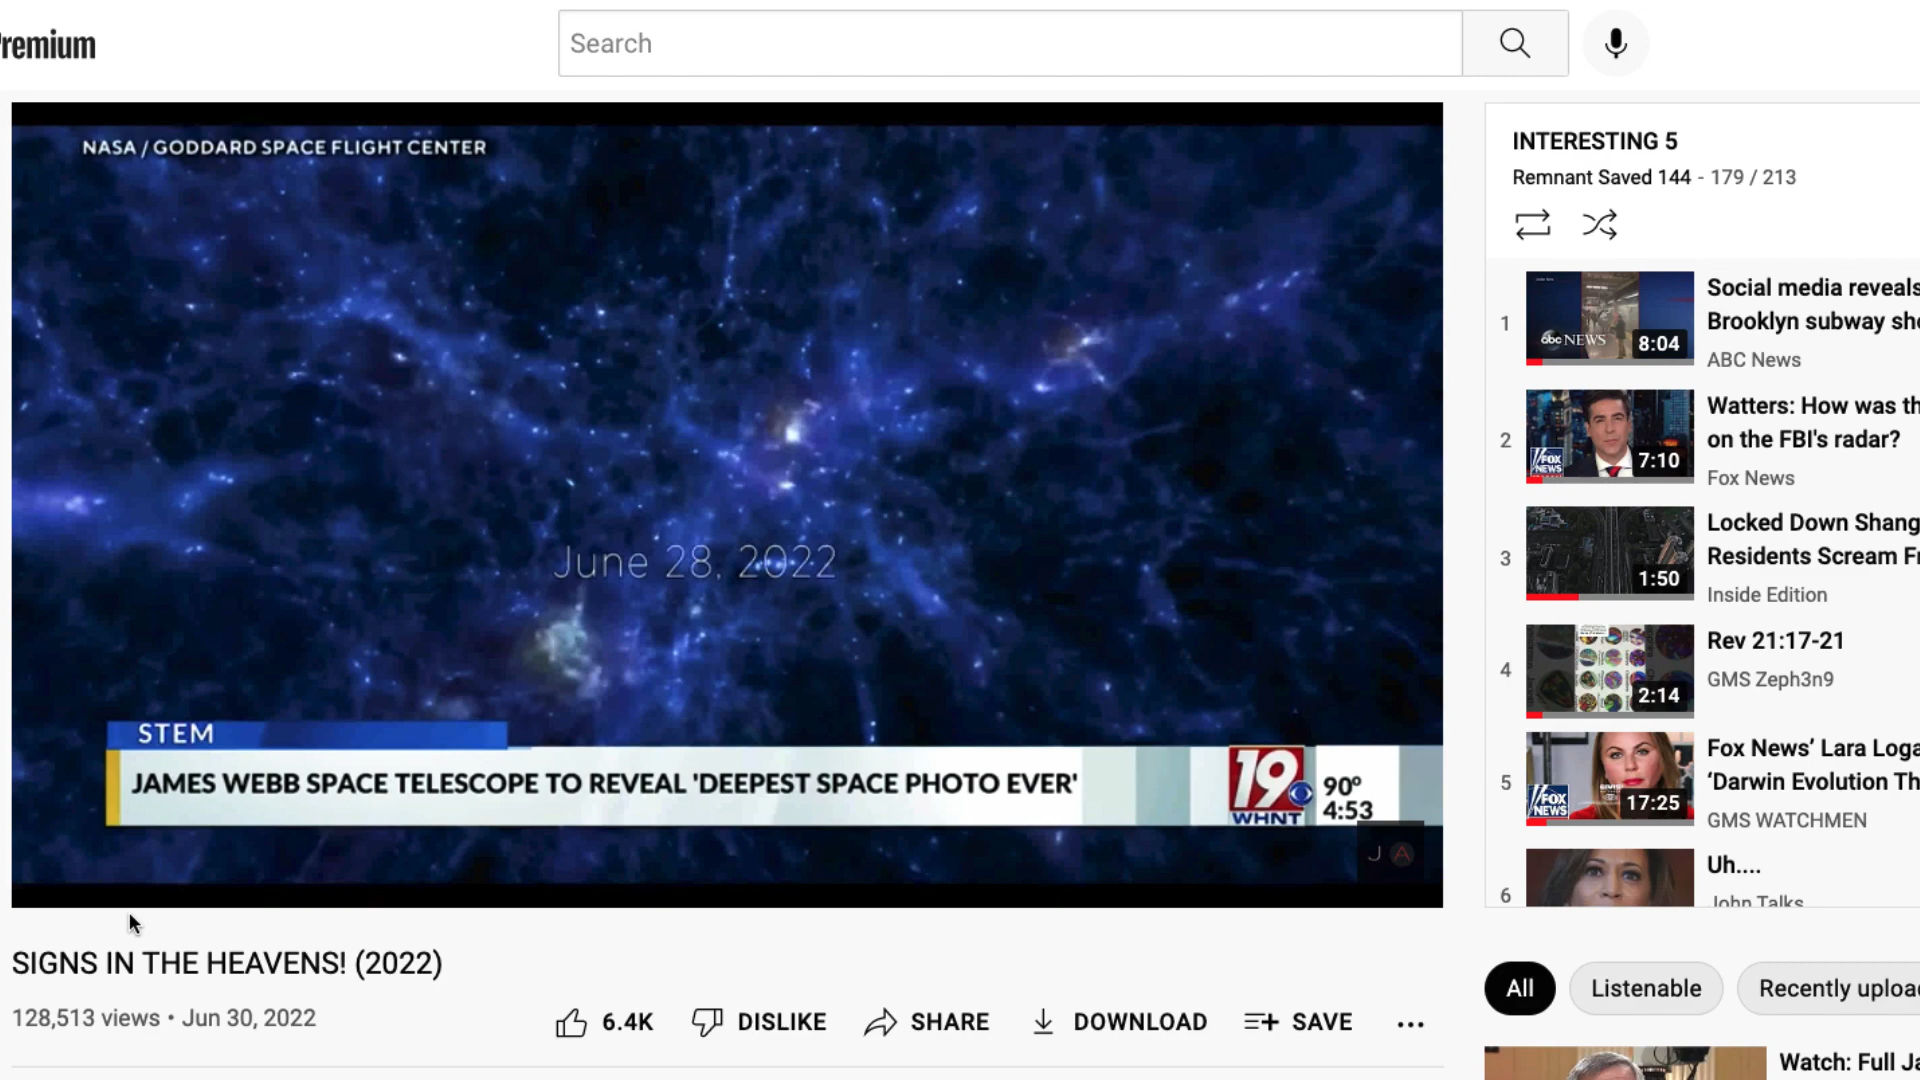 Premium
Search
NASA / GODDARD SPACE FLIGHT CENTER
June 28, 2022
STEM
JAMES WEBB SPACE TELESCOPE TO REVEAL 'DEEPEST SPACE PHOTO EVER'
19
WHNT
90°
4:53
J A
SIGNS IN THE HEAVENS! (2022)
128,513 views • Jun 30, 2022
6.4K
DISLIKE
SHARE
DOWNLOAD
SAVE
INTERESTING 5
Remnant Saved 144 - 179 / 213
1
abc NEWS
8:04
Social media reveals
Brooklyn subway sho
ABC News
2
FOX
NEWS
7:10
Watters: How was th
on the FBI's radar?
Fox News
3
1:50
Locked Down Shang
Residents Scream Fr
Inside Edition
4
2:14
Rev 21:17-21
GMS Zeph3n9
5
FOX
NEWS
17:25
Fox News’ Lara Loga
‘Darwin Evolution Th
GMS WATCHMEN
6
Uh....
John Talks
All
Listenable
Recently uploa
Watch: Full Ja